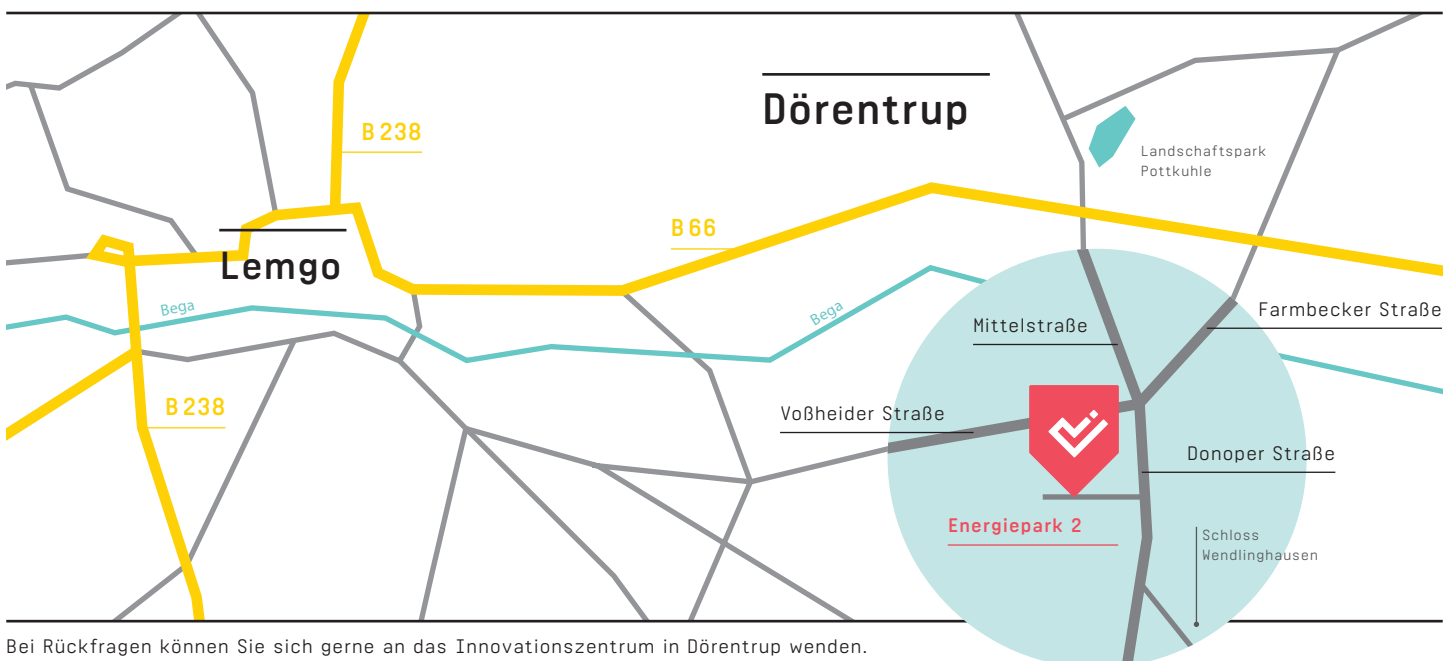 Dörentrup
B 238
Landschaftspark
Pottkuhle
B 66
Lemgo
Bega
Bega
Mittelstraße
Farmbecker Straße
B 238
Voßheider Straße
Donoper Straße
Energiepark 2
Schloss
Wendlinghausen
Bei Rückfragen können Sie sich gerne an das Innovationszentrum in Dörentrup wenden.